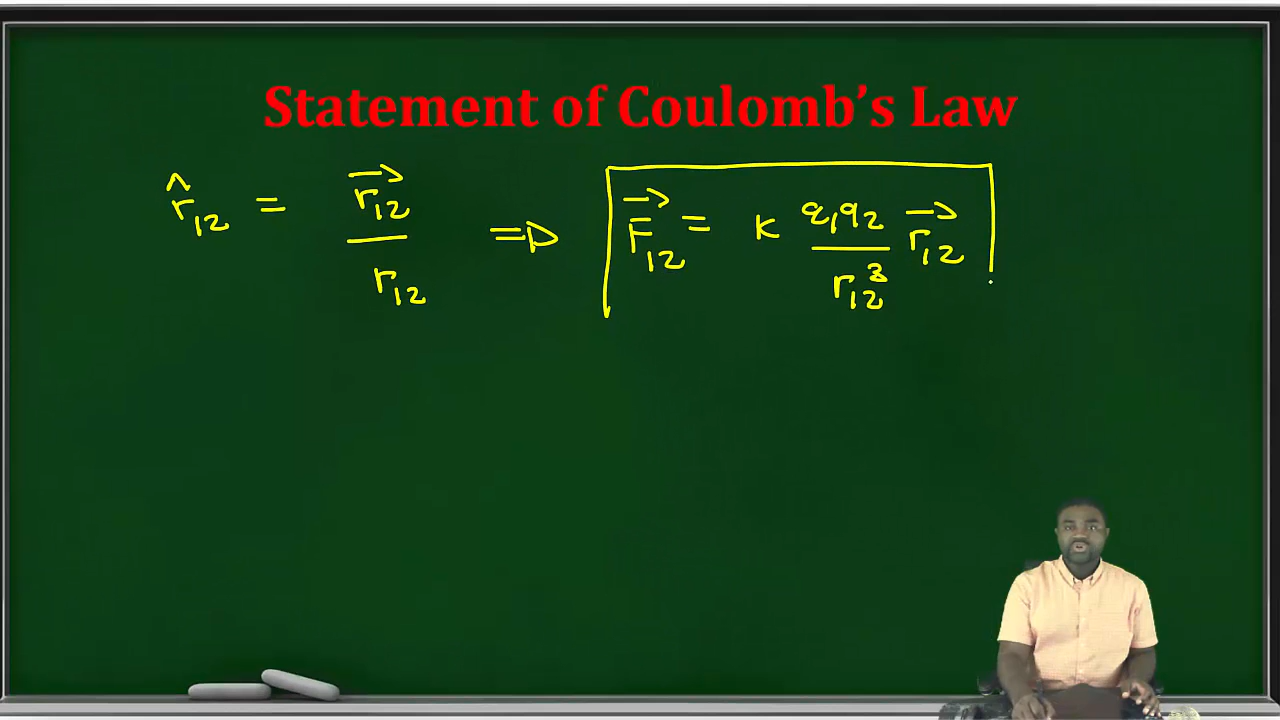 Statement of Coulomb's Law
r̂₁₂ = r⃗₁₂ / r₁₂ ⇒ F⃗₁₂ = k q₁q₂ / r₁₂³ r⃗₁₂